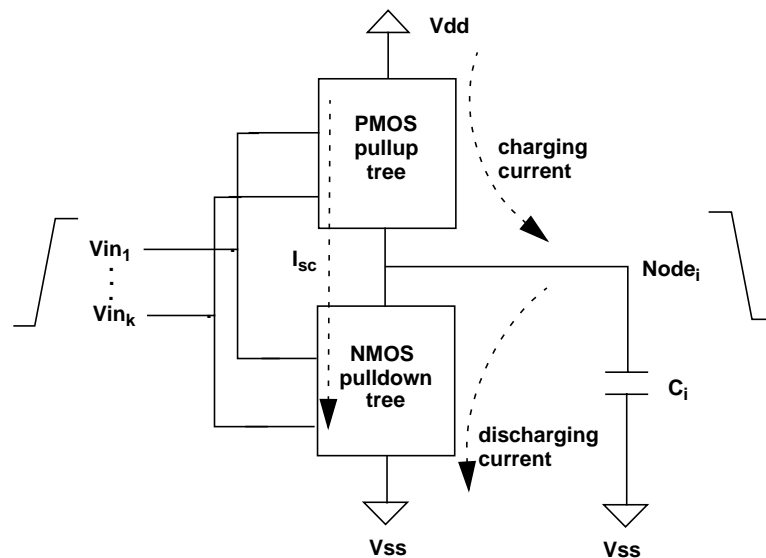 Vdd
PMOS
pullup
tree
charging
current
Vin1
Isc
Nodei
Vink
NMOS
pulldown
tree
Ci
discharging
current
Vss
Vss